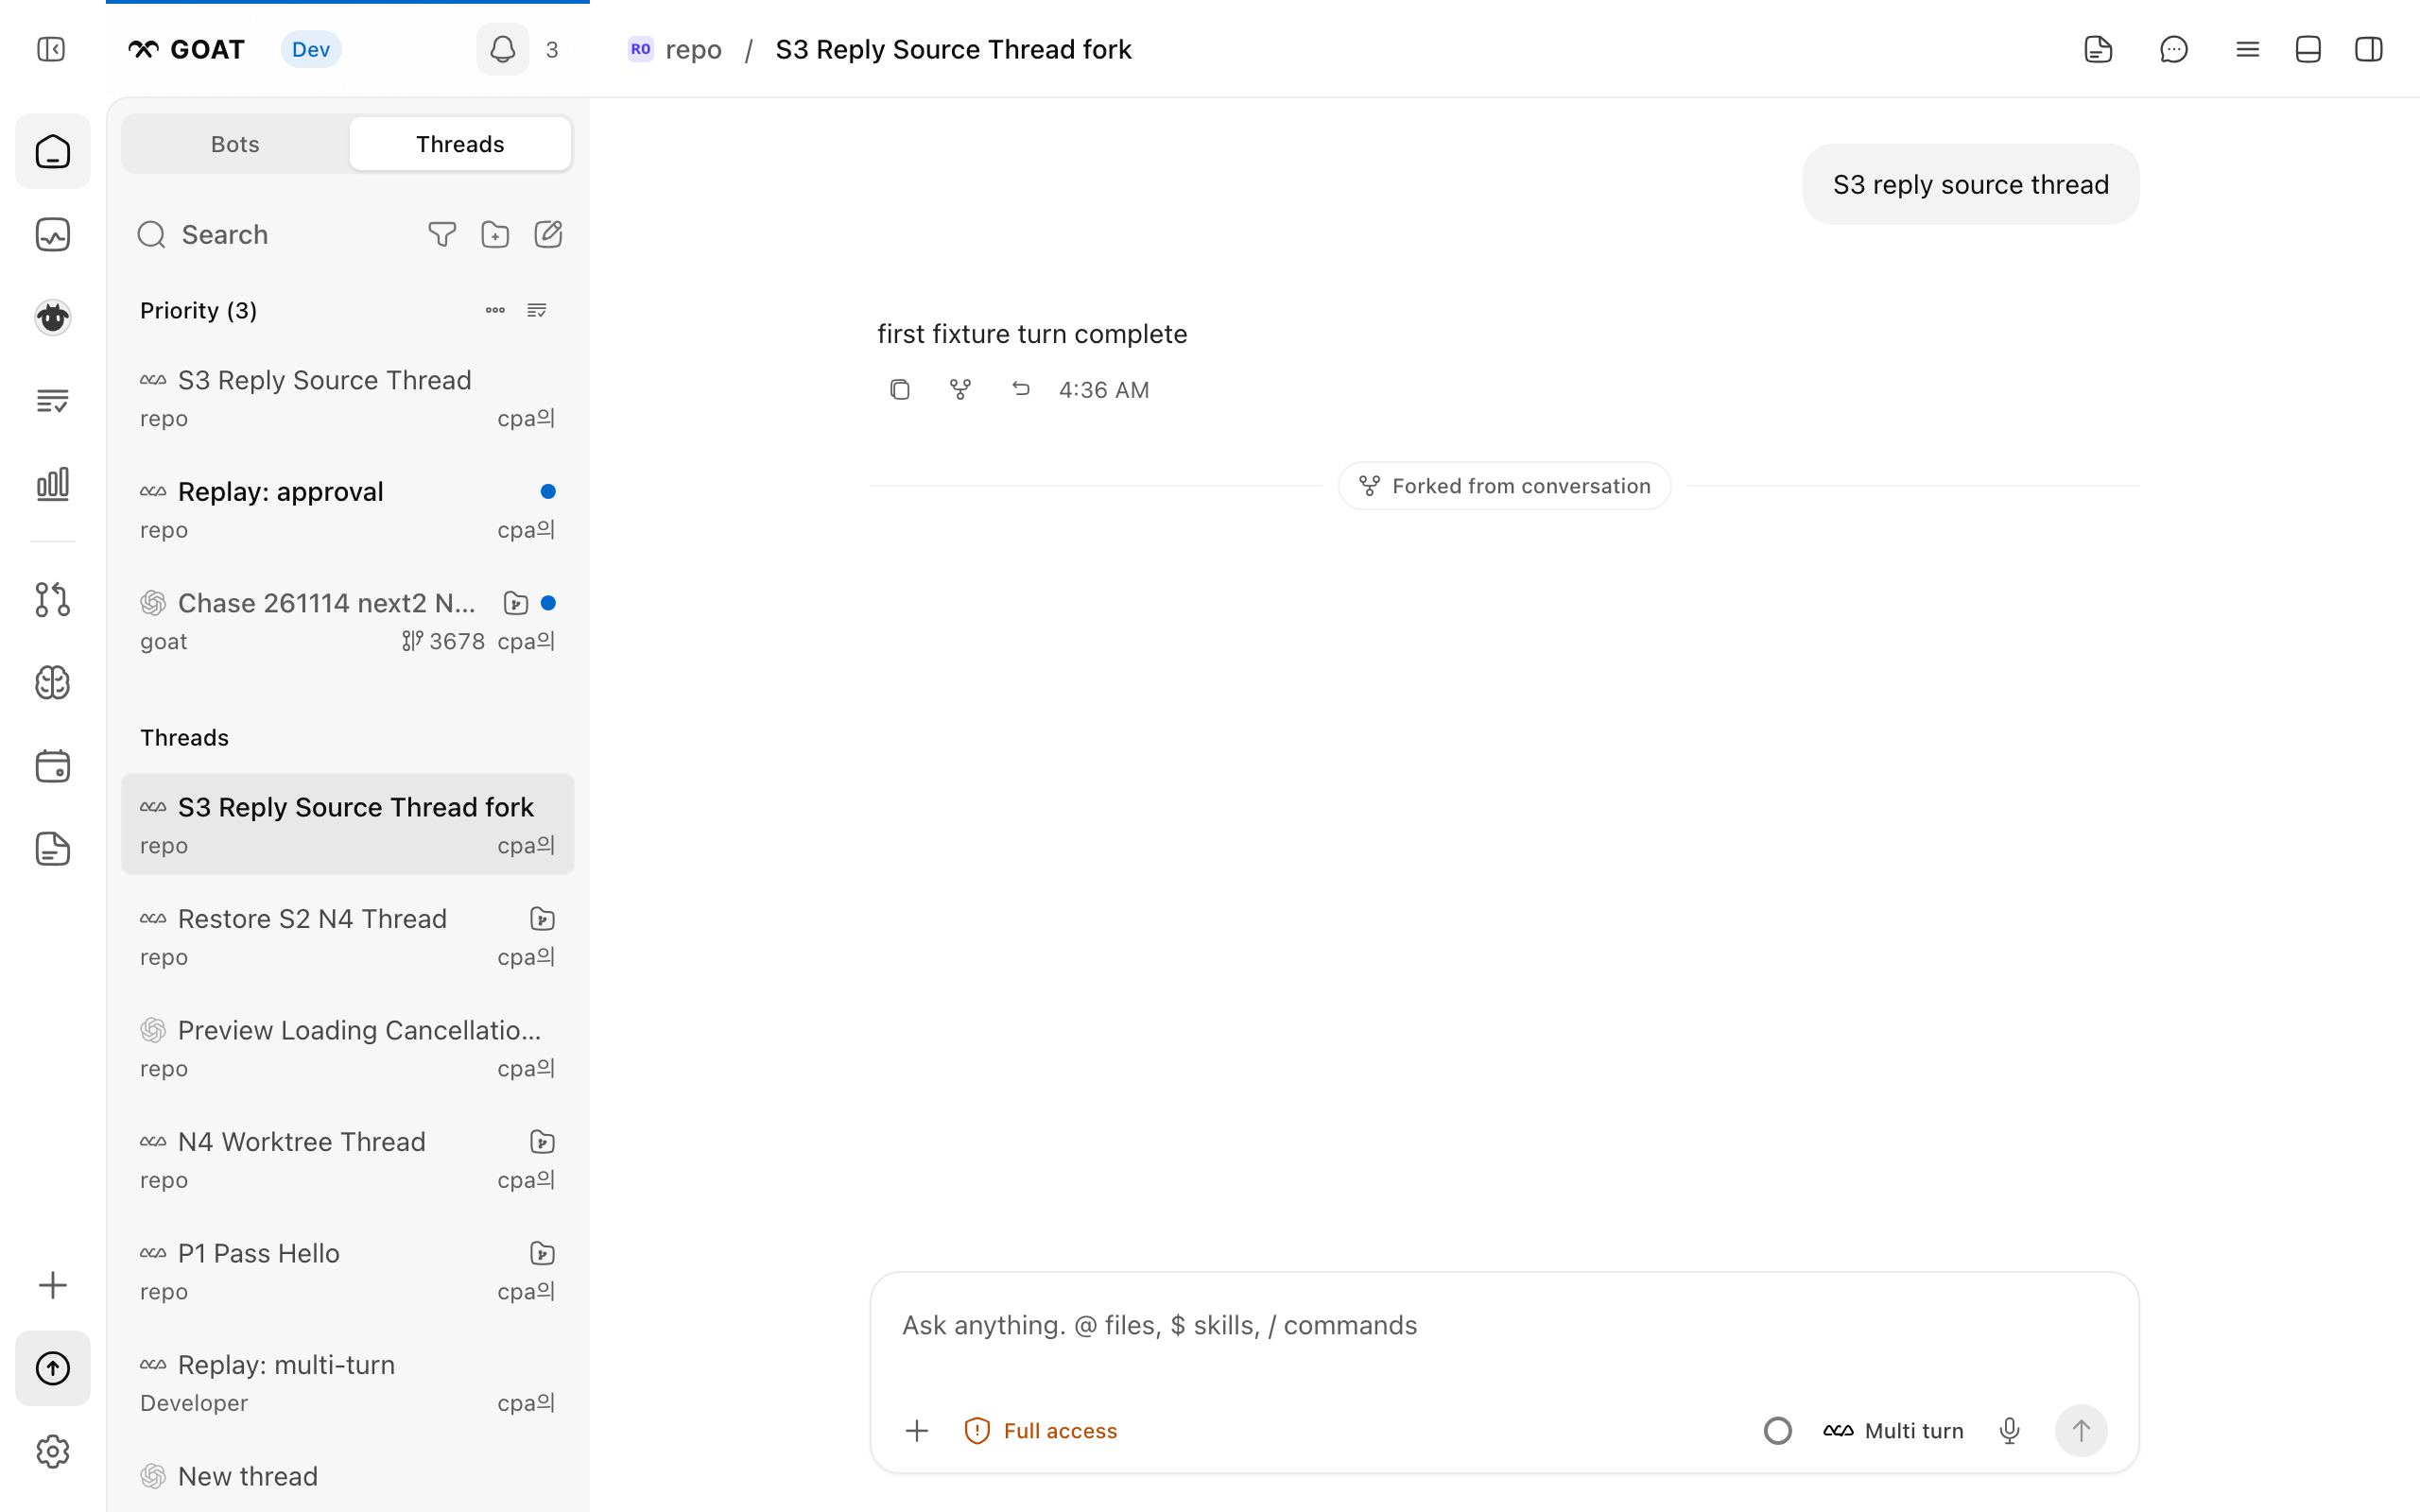 GOAT Dev 3
RO repo / S3 Reply Source Thread fork
Bots Threads
Search
Priority (3)
S3 Reply Source Thread
repo cpa의
Replay: approval
repo cpa의
Chase 261114 next2 N...
goat 3678 cpa의
Threads
S3 Reply Source Thread fork
repo cpa의
Restore S2 N4 Thread
repo cpa의
Preview Loading Cancellatio...
repo cpa의
N4 Worktree Thread
repo cpa의
P1 Pass Hello
repo cpa의
Replay: multi-turn
Developer cpa의
New thread
S3 reply source thread
first fixture turn complete
4:36 AM
Forked from conversation
Ask anything. @ files, $ skills, / commands
Full access
Multi turn